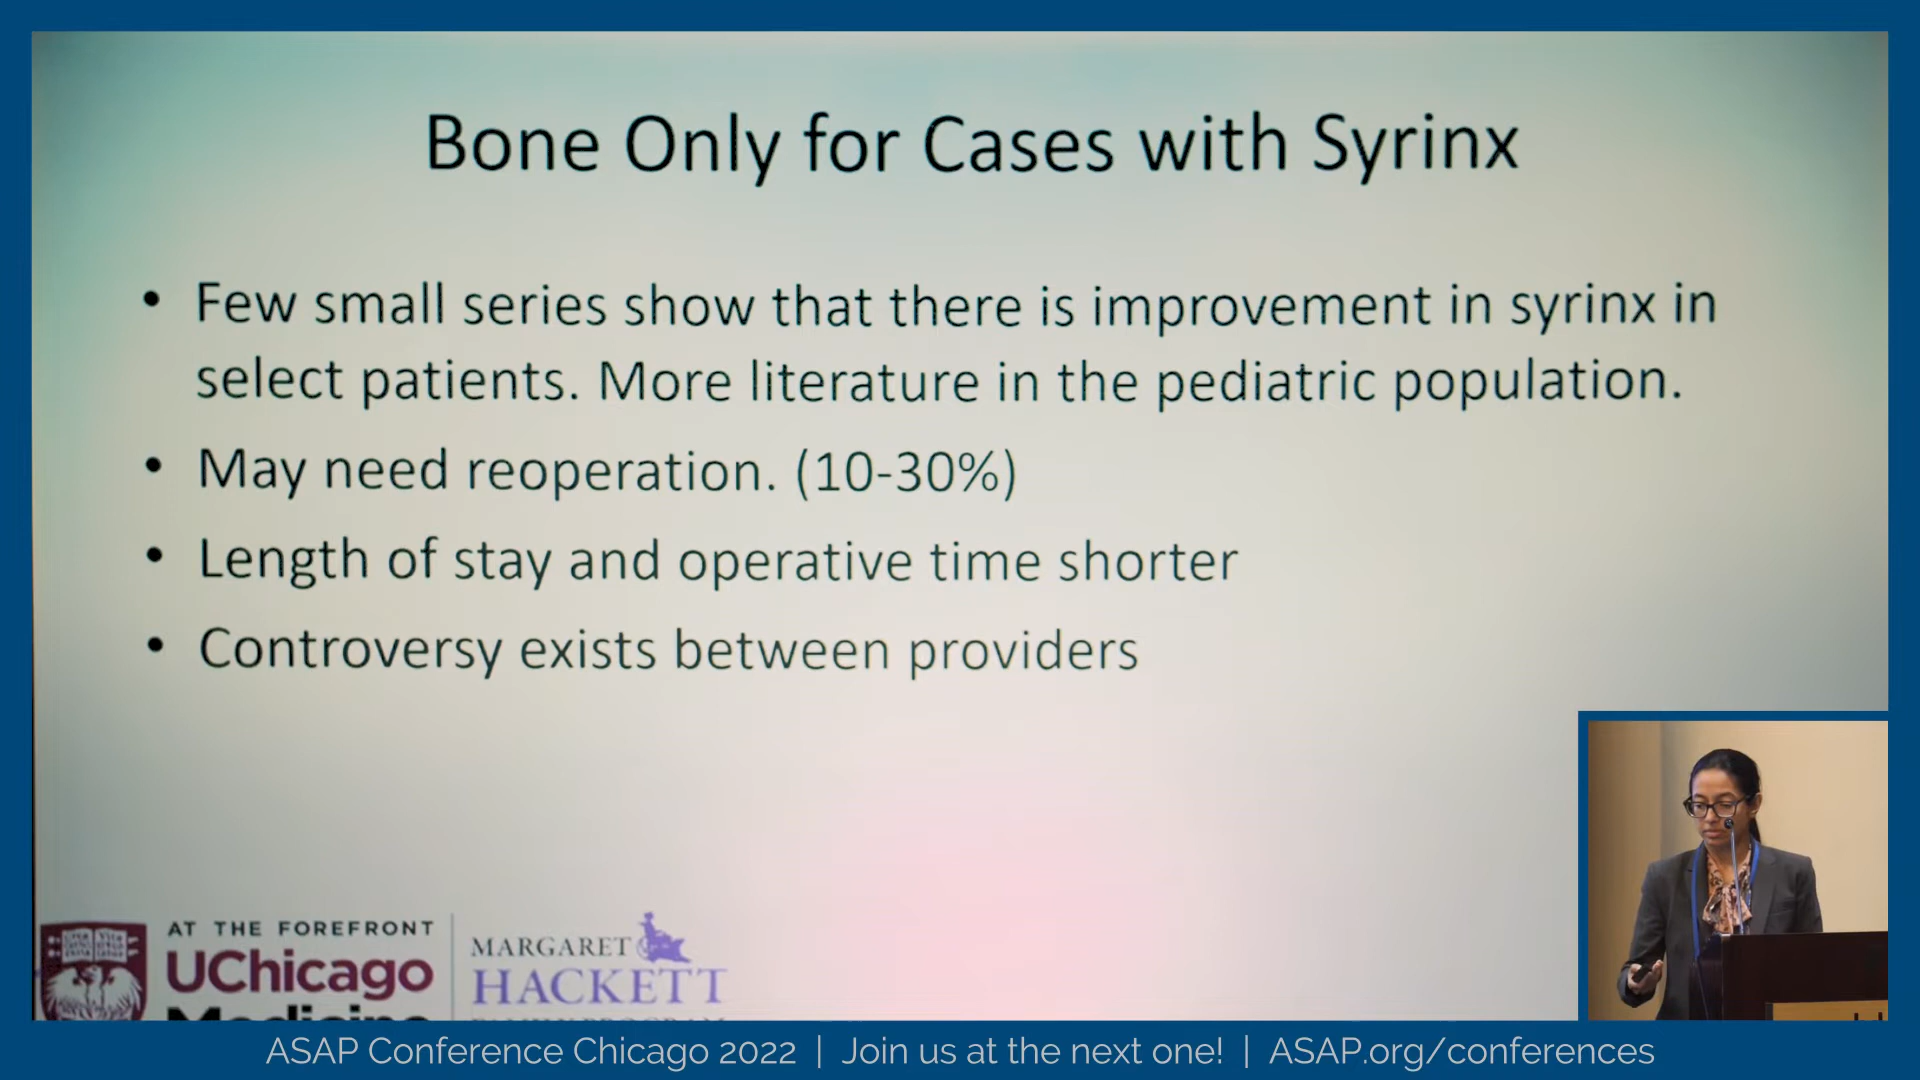 Bone Only for Cases with Syrinx
• Few small series show that there is improvement in syrinx in
select patients. More literature in the pediatric population.
• May need reoperation. (10-30%)
• Length of stay and operative time shorter
• Controversy exists between providers
AT THE FOREFRONT
UChicago
Medicine
MARGARET
HACKETT
FAMILY PROGRAM
ASAP Conference Chicago 2022 | Join us at the next one! | ASAP.org/conferences